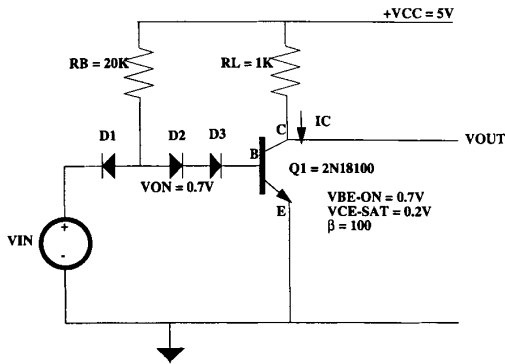 +VCC = 5V
RB = 20K
RL = 1K
C
IC
D1
D2
D3
B
VOUT
Q1 = 2N18100
VON = 0.7V
VBE-ON = 0.7V
VCE-SAT = 0.2V
β = 100
E
VIN
+
-